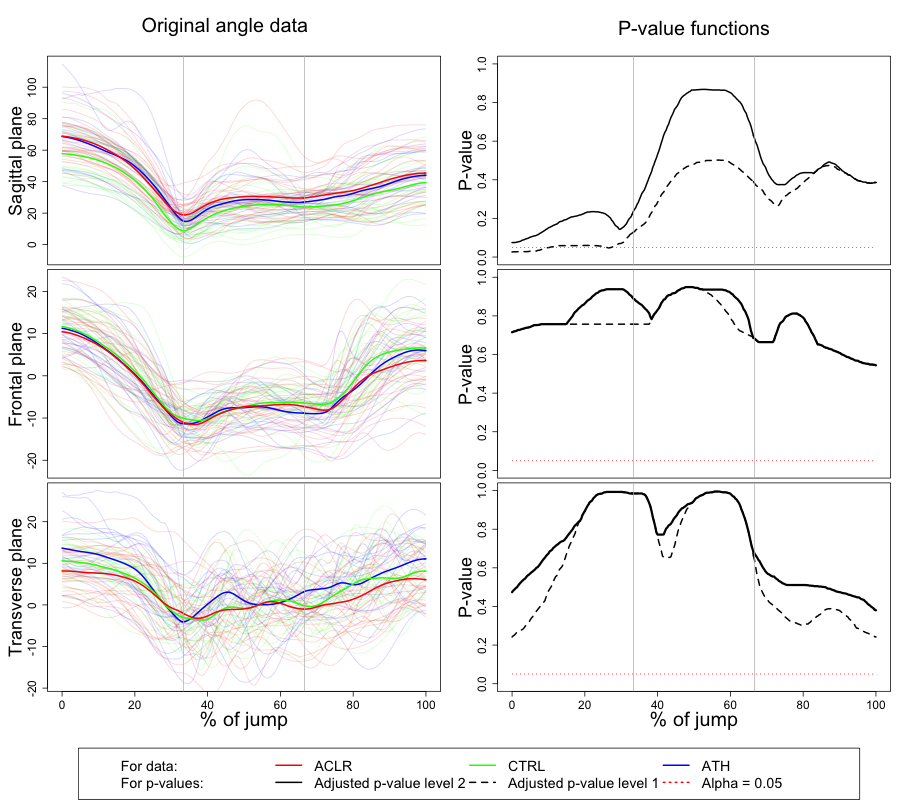 Original angle data
P-value functions
Sagittal plane
0 20 40 60 80 100
P-value
0.0 0.2 0.4 0.6 0.8 1.0
Frontal plane
-20 -10 0 10 20
P-value
0.0 0.2 0.4 0.6 0.8 1.0
Transverse plane
-20 -10 0 10 20
P-value
0.0 0.2 0.4 0.6 0.8 1.0
0 20 40 60 80 100
0 20 40 60 80 100
% of jump
% of jump
For data: ACLR CTRL ATH
For p-values: Adjusted p-value level 2 Adjusted p-value level 1 Alpha = 0.05